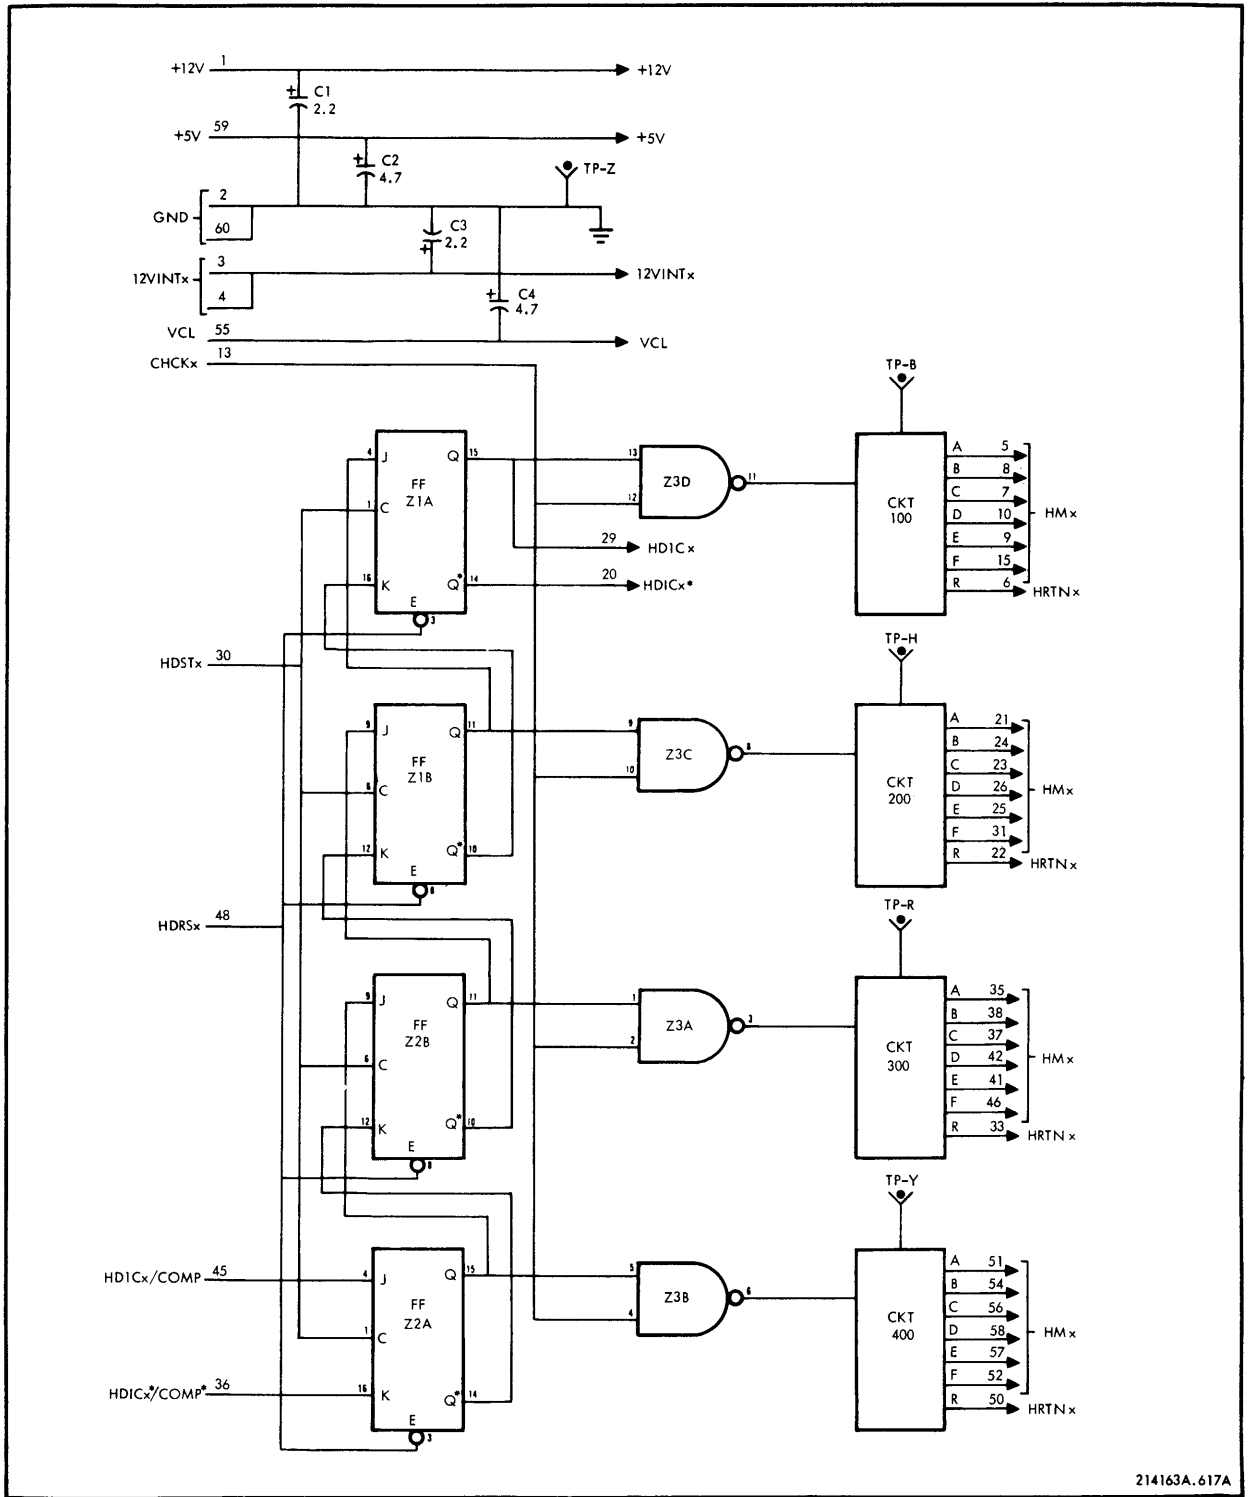 +12V 1 +12V
C1
2.2
+5V 59 +5V
C2
4.7
TP-Z
GND 2
60
C3
2.2
12VINTx 3 12VINTx
4
C4
4.7
VCL 55 VCL
CHCKx 13
TP-B
4 J Q 15
FF
Z1A
1 C
16 K Q* 14
E
3
13
Z3D 11
12
29 HD1Cx
20 HDICx*
CKT
100
A 5
B 8
C 7
D 10
E 9
F 15
HMx
R 6 HRTNx
HDSTx 30
TP-H
9 J Q 11
FF
Z1B
6 C
12 K Q* 10
E
8
9
Z3C 8
10
CKT
200
A 21
B 24
C 23
D 26
E 25
F 31
HMx
R 22 HRTNx
HDRSx 48
TP-R
9 J Q 11
FF
Z2B
6 C
12 K Q* 10
E
8
1
Z3A 3
2
CKT
300
A 35
B 38
C 37
D 42
E 41
F 46
HMx
R 33 HRTNx
TP-Y
HD1Cx/COMP 45
4 J Q 15
FF
Z2A
1 C
HDICx*/COMP* 36
16 K Q* 14
E
3
5
Z3B 6
4
CKT
400
A 51
B 54
C 56
D 58
E 57
F 52
HMx
R 50 HRTNx
214163A.617A